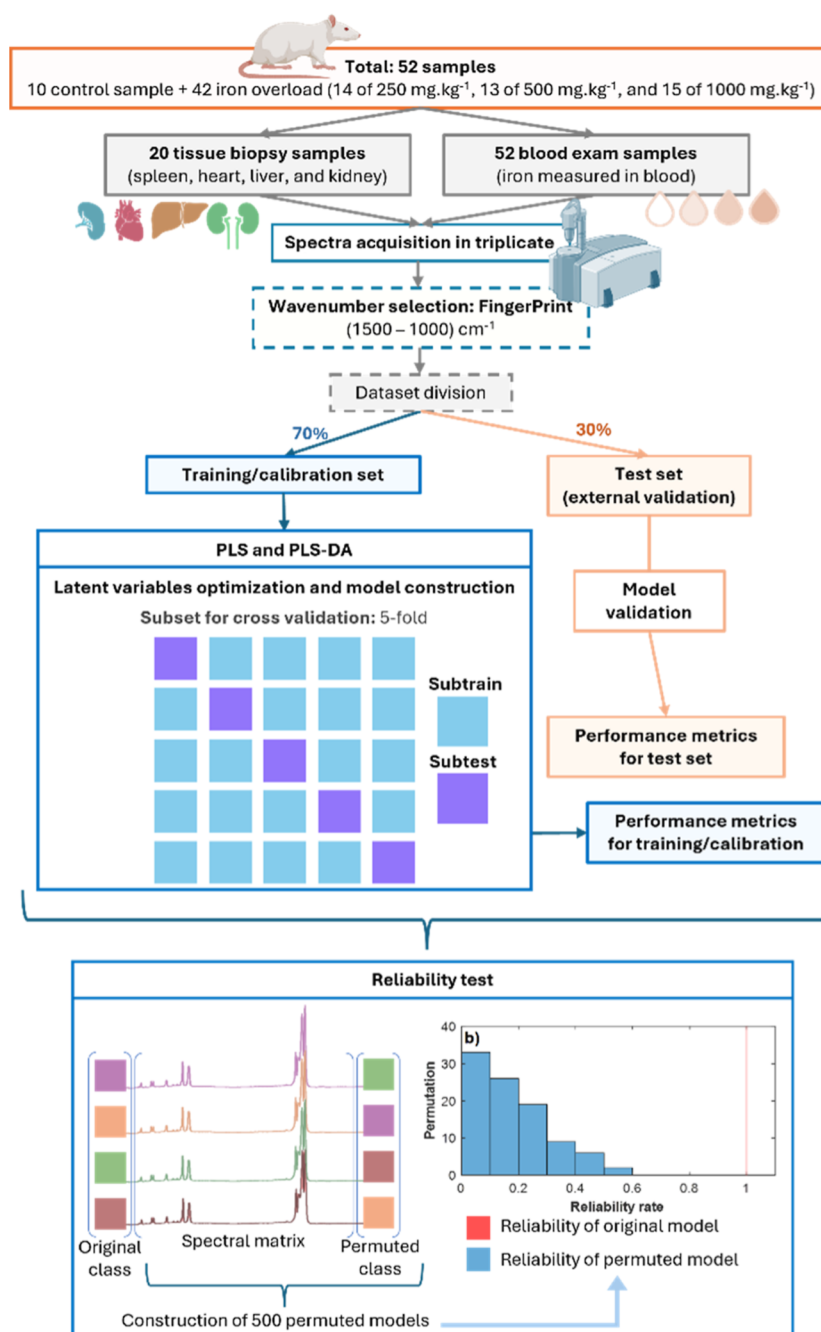 Total: 52 samples
10 control sample + 42 iron overload (14 of 250 mg.kg⁻¹, 13 of 500 mg.kg⁻¹, and 15 of 1000 mg.kg⁻¹)
20 tissue biopsy samples
(spleen, heart, liver, and kidney)
52 blood exam samples
(iron measured in blood)
Spectra acquisition in triplicate
Wavenumber selection: FingerPrint
(1500 – 1000) cm⁻¹
Dataset division
70%
30%
Training/calibration set
Test set
(external validation)
PLS and PLS-DA
Latent variables optimization and model construction
Subset for cross validation: 5-fold
Subtrain
Subtest
Model
validation
Performance metrics
for test set
Performance metrics
for training/calibration
Reliability test
Original
class
Spectral matrix
Permuted
class
Construction of 500 permuted models
b)
Permutation
40
30
20
10
0
0
0.2
0.4
0.6
0.8
1
Reliability rate
Reliability of original model
Reliability of permuted model